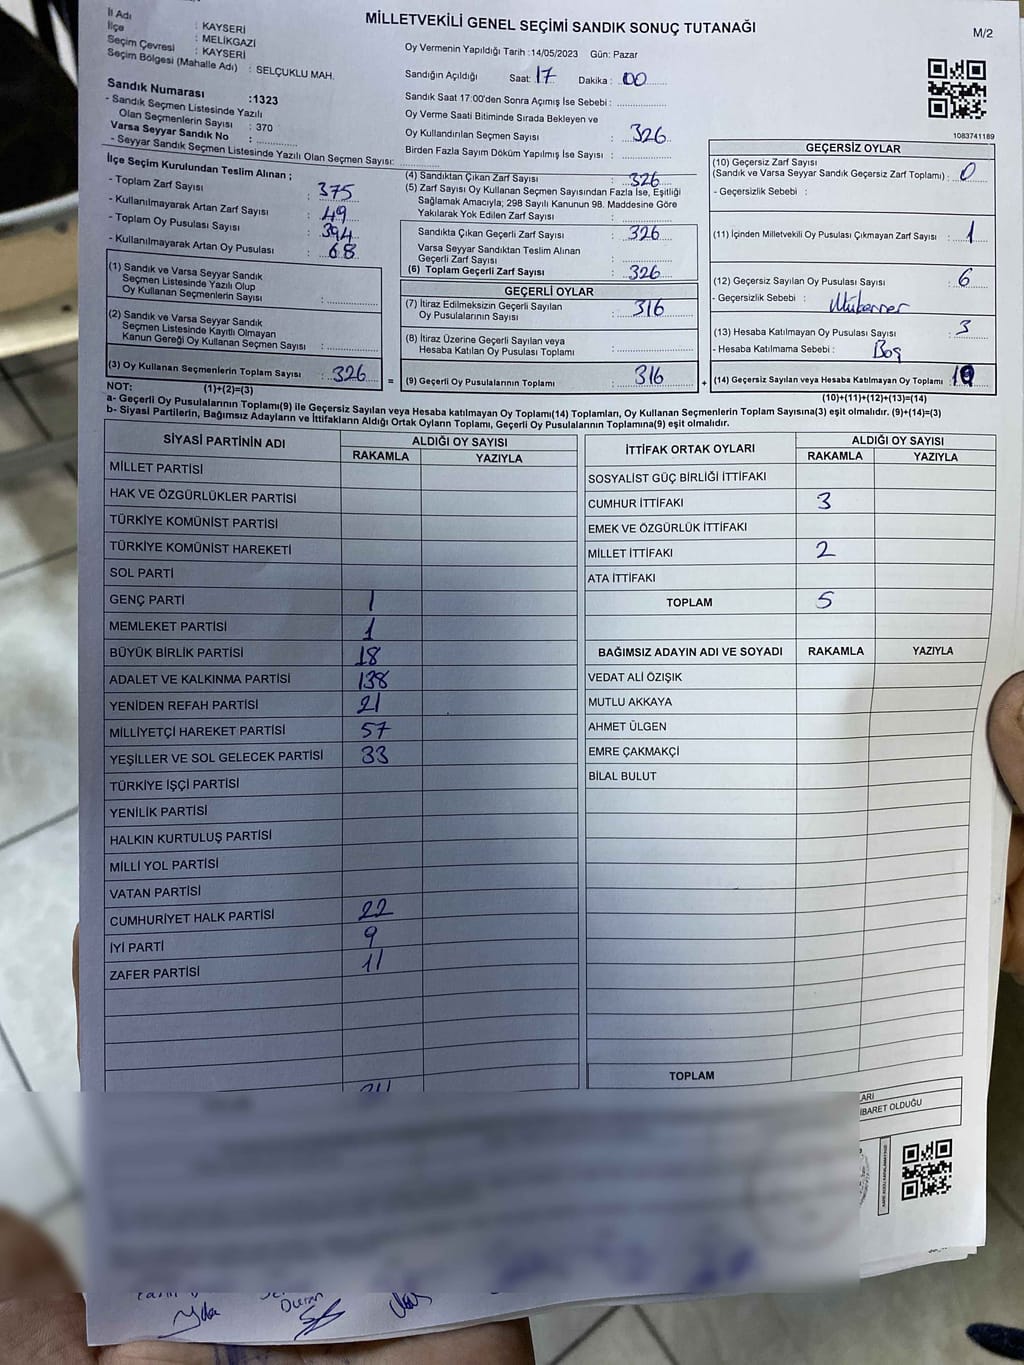 MİLLETVEKİLİ GENEL SEÇİMİ SANDIK SONUÇ TUTANAĞI
M/2
İl Adı : KAYSERİ
İlçe : MELİKGAZİ
Seçim Çevresi : KAYSERİ
Seçim Bölgesi (Mahalle Adı) : SELÇUKLU MAH.
Sandık Numarası :1323
- Sandık Seçmen Listesinde Yazılı
Olan Seçmenlerin Sayısı : 370
Varsa Seyyar Sandık No :
- Seyyar Sandık Seçmen Listesinde Yazılı Olan Seçmen Sayısı:
Oy Vermenin Yapıldığı Tarih :14/05/2023 Gün: Pazar
Sandığın Açıldığı Saat: 17 Dakika : 00
Sandık Saat 17:00'den Sonra Açımış İse Sebebi :
Oy Verme Saati Bitiminde Sırada Bekleyen ve
Oy Kullandırılan Seçmen Sayısı : 326
Birden Fazla Sayım Döküm Yapılmış İse Sayısı :
1083741189
İlçe Seçim Kurulundan Teslim Alınan ;
- Toplam Zarf Sayısı : 375
- Kullanılmayarak Artan Zarf Sayısı : 49
- Toplam Oy Pusulası Sayısı : 394
- Kullanılmayarak Artan Oy Pusulası : 68
(1) Sandık ve Varsa Seyyar Sandık
Seçmen Listesinde Yazılı Olup
Oy Kullanan Seçmenlerin Sayısı :
(2) Sandık ve Varsa Seyyar Sandık
Seçmen Listesinde Kayıtlı Olmayan
Kanun Gereği Oy Kullanan Seçmen Sayısı :
(3) Oy Kullanan Seçmenlerin Toplam Sayısı : 326
(4) Sandıktan Çıkan Zarf Sayısı : 326
(5) Zarf Sayısı Oy Kullanan Seçmen Sayısından Fazla İse, Eşitliği
Sağlamak Amacıyla; 298 Sayılı Kanunun 98. Maddesine Göre
Yakılarak Yok Edilen Zarf Sayısı :
Sandıkta Çıkan Geçerli Zarf Sayısı : 326
Varsa Seyyar Sandıktan Teslim Alınan
Geçerli Zarf Sayısı :
(6) Toplam Geçerli Zarf Sayısı : 326
GEÇERLİ OYLAR
(7) İtiraz Edilmeksizin Geçerli Sayılan
Oy Pusulalarının Sayısı : 316
(8) İtiraz Üzerine Geçerli Sayılan veya
Hesaba Katılan Oy Pusulası Toplamı :
= (9) Geçerli Oy Pusulalarının Toplamı : 316
GEÇERSİZ OYLAR
(10) Geçersiz Zarf Sayısı
(Sandık ve Varsa Seyyar Sandık Geçersiz Zarf Toplamı) : 0
- Geçersizlik Sebebi :
(11) İçinden Milletvekili Oy Pusulası Çıkmayan Zarf Sayısı : 1
(12) Geçersiz Sayılan Oy Pusulası Sayısı : 6
- Geçersizlik Sebebi : Mükerrer
(13) Hesaba Katılmayan Oy Pusulası Sayısı : 3
- Hesaba Katılmama Sebebi : Boş
+ (14) Geçersiz Sayılan veya Hesaba Katılmayan Oy Toplamı : 10
NOT: (1)+(2)=(3)
(10)+(11)+(12)+(13)=(14)
a- Geçerli Oy Pusulalarının Toplamı(9) ile Geçersiz Sayılan veya Hesaba katılmayan Oy Toplamı(14) Toplamları, Oy Kullanan Seçmenlerin Toplam Sayısına(3) eşit olmalıdır. (9)+(14)=(3)
b- Siyasi Partilerin, Bağımsız Adayların ve İttifakların Aldığı Ortak Oyların Toplamı, Geçerli Oy Pusulalarının Toplamına(9) eşit olmalıdır.
SİYASİ PARTİNİN ADI
ALDIĞI OY SAYISI
RAKAMLA YAZIYLA
MİLLET PARTİSİ
HAK VE ÖZGÜRLÜKLER PARTİSİ
TÜRKİYE KOMÜNİST PARTİSİ
TÜRKİYE KOMÜNİST HAREKETİ
SOL PARTİ
GENÇ PARTİ 1
MEMLEKET PARTİSİ 1
BÜYÜK BİRLİK PARTİSİ 18
ADALET VE KALKINMA PARTİSİ 138
YENİDEN REFAH PARTİSİ 21
MİLLİYETÇİ HAREKET PARTİSİ 57
YEŞİLLER VE SOL GELECEK PARTİSİ 33
TÜRKİYE İŞÇİ PARTİSİ
YENİLİK PARTİSİ
HALKIN KURTULUŞ PARTİSİ
MİLLİ YOL PARTİSİ
VATAN PARTİSİ
CUMHURİYET HALK PARTİSİ 22
İYİ PARTİ 9
ZAFER PARTİSİ 11
İTTİFAK ORTAK OYLARI
ALDIĞI OY SAYISI
RAKAMLA YAZIYLA
SOSYALİST GÜÇ BİRLİĞİ İTTİFAKI
CUMHUR İTTİFAKI 3
EMEK VE ÖZGÜRLÜK İTTİFAKI
MİLLET İTTİFAKI 2
ATA İTTİFAKI
TOPLAM 5
BAĞIMSIZ ADAYIN ADI VE SOYADI RAKAMLA YAZIYLA
VEDAT ALİ ÖZIŞIK
MUTLU AKKAYA
AHMET ÜLGEN
EMRE ÇAKMAKÇİ
BİLAL BULUT
TOPLAM
İBARET OLDUĞU